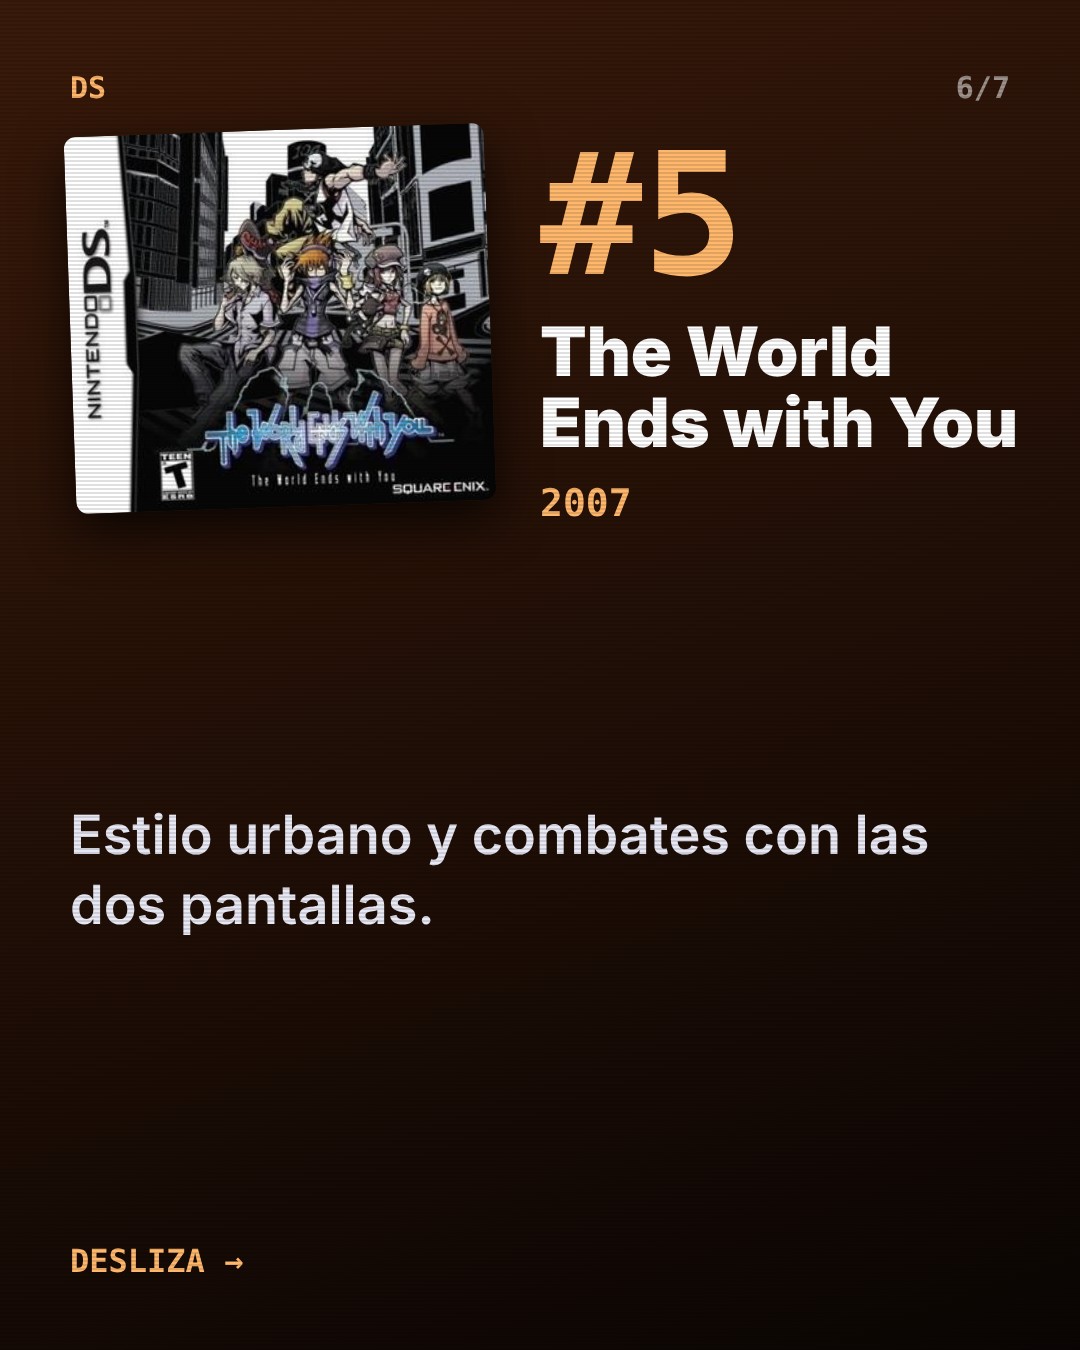 DS
6/7
NINTENDO DS
The World Ends with You
The World Ends with You
TEEN
T
ESRB
SQUARE ENIX
#5
The World
Ends with You
2007
Estilo urbano y combates con las
dos pantallas.
DESLIZA →